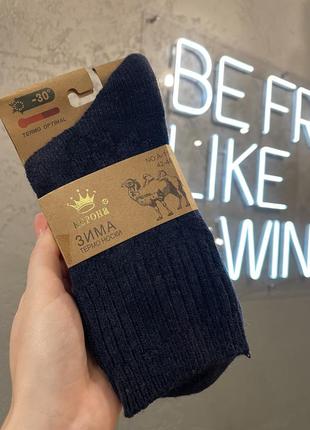 -30°
TERMO OPTIMAL
BE, FR
LIKE
WIN
КОРОНА ®
ЗИМА
ТЕРМО НОСКИ